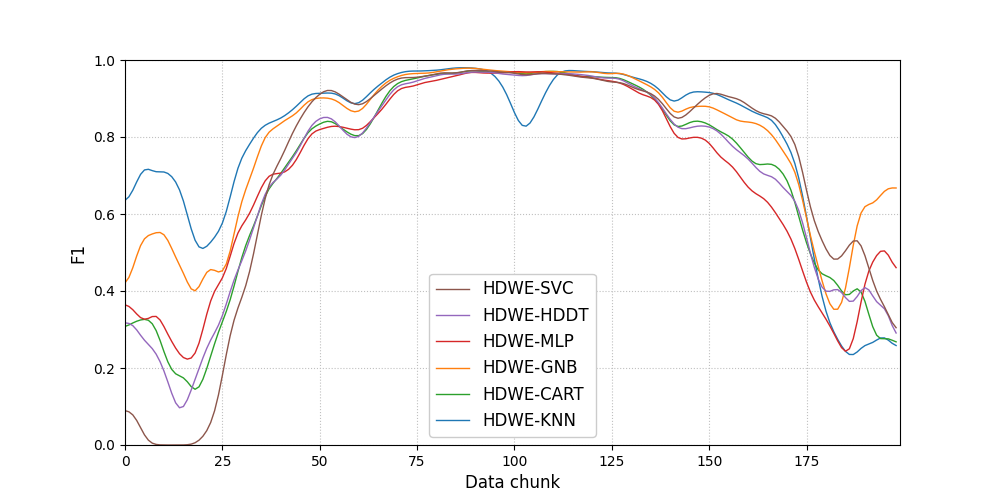 1.0
0.8
0.6
0.4
0.2
0.0
F1
HDWE-SVC
HDWE-HDDT
HDWE-MLP
HDWE-GNB
HDWE-CART
HDWE-KNN
0 25 50 75 100 125 150 175
Data chunk